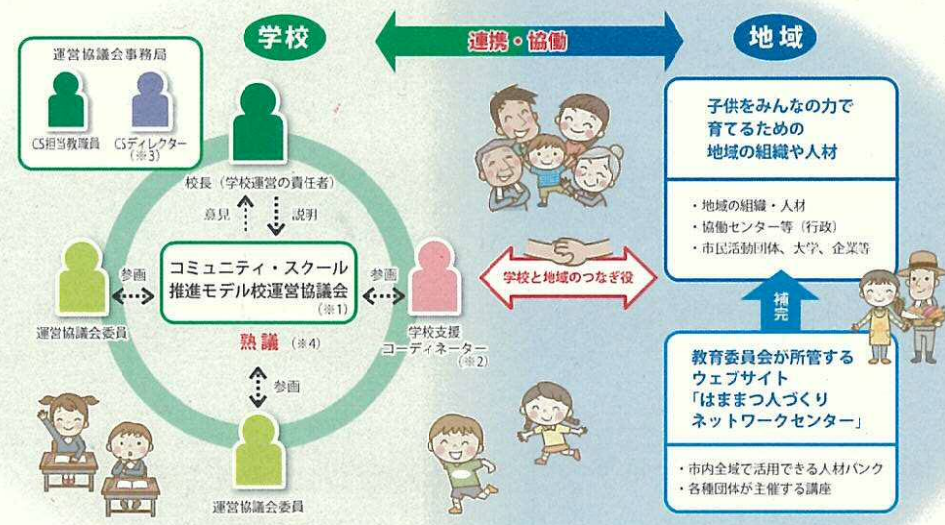 学校
連携・協働
地域
運営協議会事務局
CS担当教職員
CSディレクター
(※3)
校長(学校運営の責任者)
意見
説明
コミュニティ・スクール
推進モデル校運営協議会
(※1)
熟議(※4)
参画
運営協議会委員
参画
学校支援
コーディネーター
(※2)
参画
運営協議会委員
学校と地域のつなぎ役
子供をみんなの力で
育てるための
地域の組織や人材
・地域の組織・人材
・協働センター等(行政)
・市民活動団体、大学、企業等
補完
教育委員会が所管する
ウェブサイト
「はままつ人づくり
ネットワークセンター」
・市内全域で活用できる人材バンク
・各種団体が主催する講座